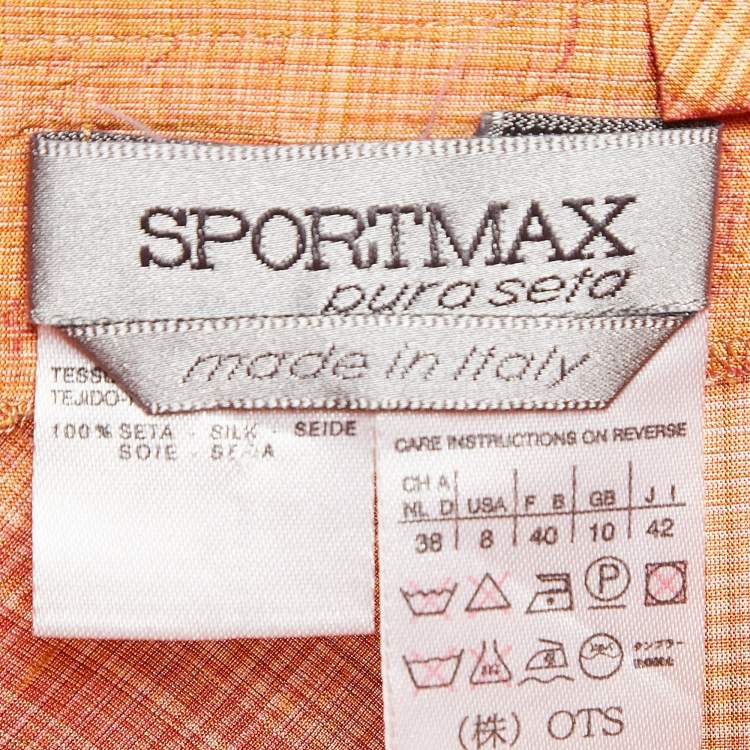 SPORTMAX
pura seta
made in Italy
100% SETA - SILK - SEIDE
SOIE - SEDA
CARE INSTRUCTIONS ON REVERSE
CH A
NL D USA F B GB J I
38 8 40 10 42
P
(株) OTS